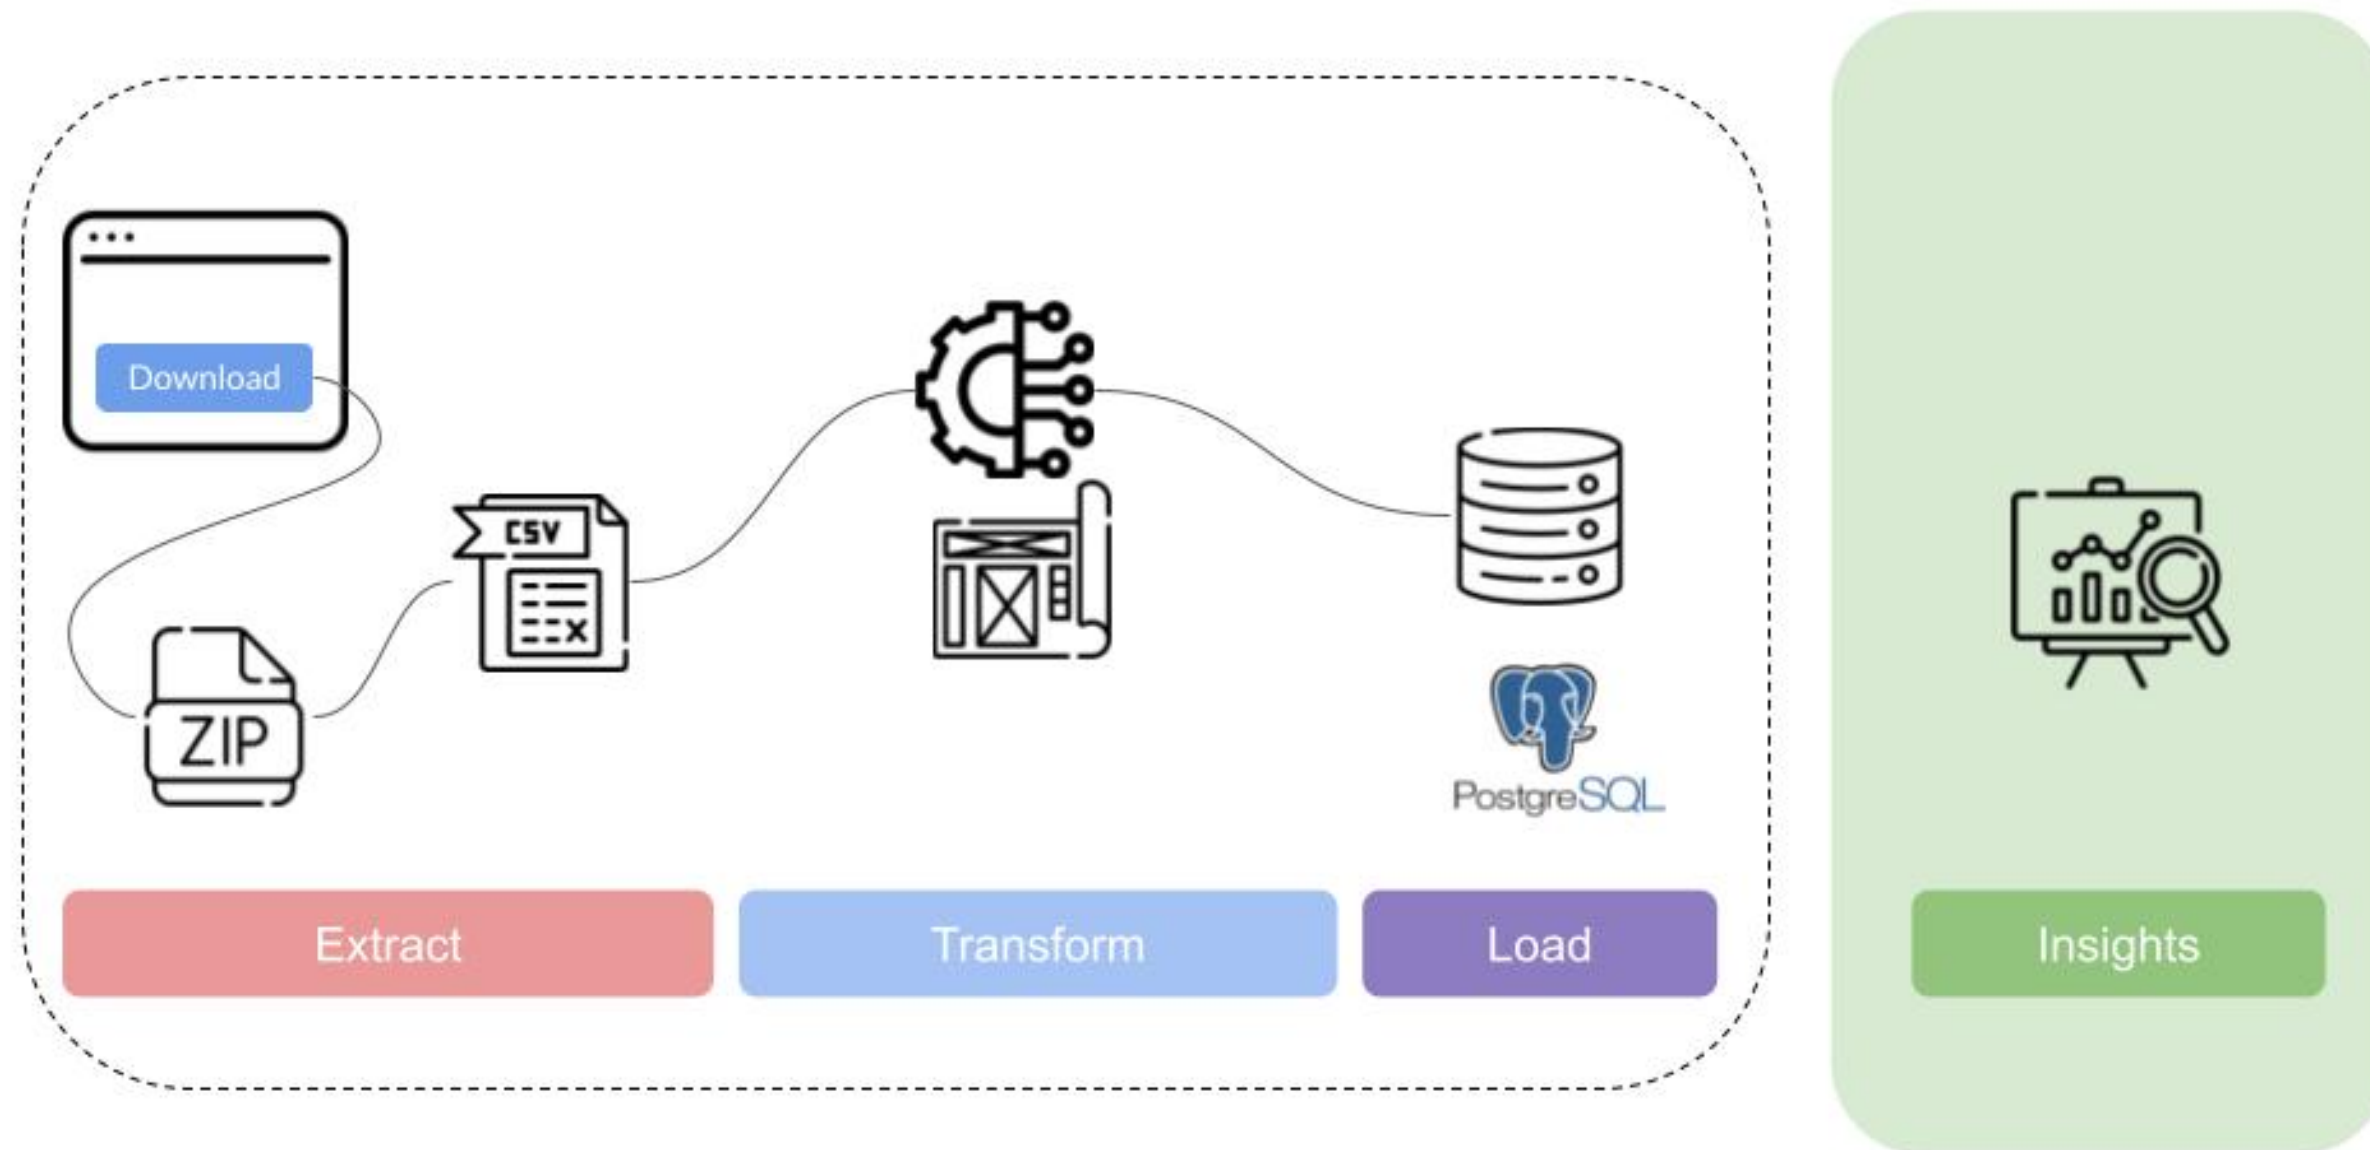 Download
CSV
ZIP
PostgreSQL
Extract
Transform
Load
Insights